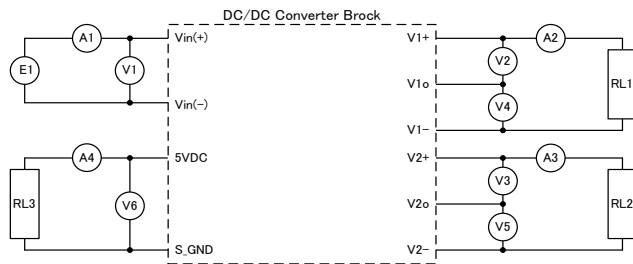 DC/DC Converter Brock
A1 Vin(+) V1+ A2
E1 V1 V2
V1o RL1
Vin(-) V4
V1-
A4 5VDC V2+ A3
V3
RL3 V6 V2o RL2
V5
S_GND V2-